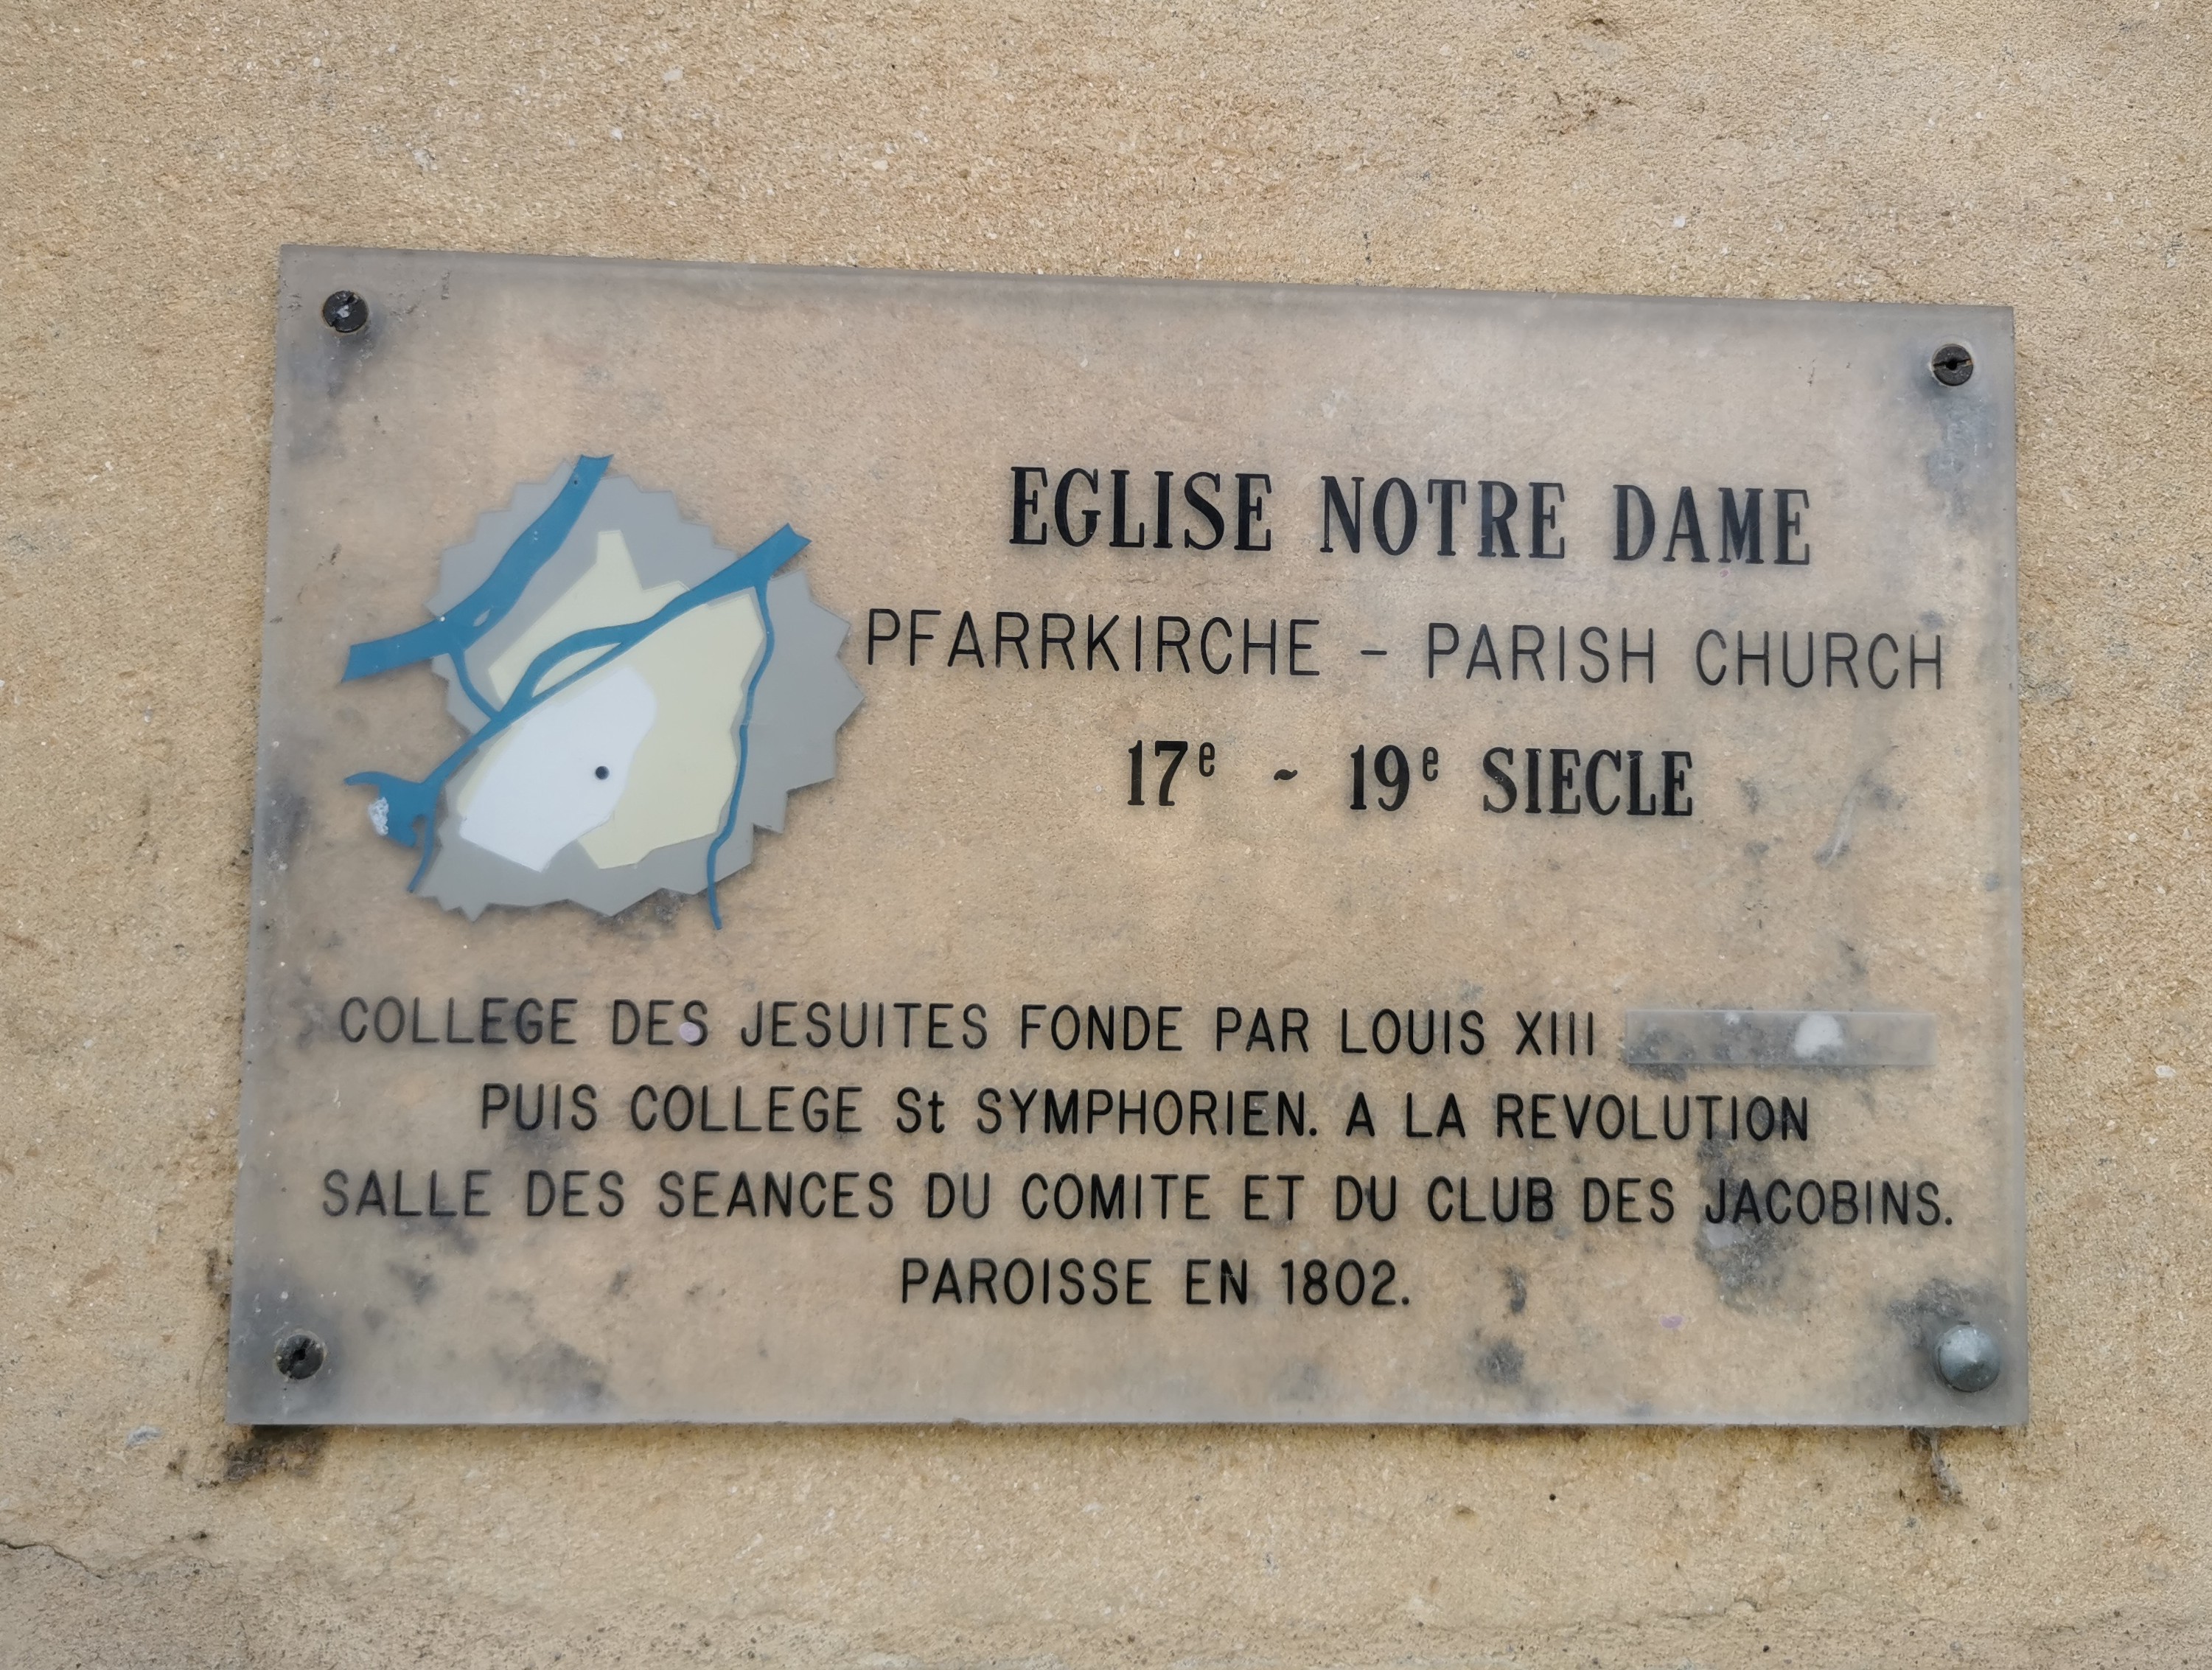 EGLISE NOTRE DAME
PFARRKIRCHE - PARISH CHURCH
17e - 19e SIECLE
COLLEGE DES JESUITES FONDE PAR LOUIS XIII
PUIS COLLEGE St SYMPHORIEN. A LA REVOLUTION
SALLE DES SEANCES DU COMITE ET DU CLUB DES JACOBINS.
PAROISSE EN 1802.